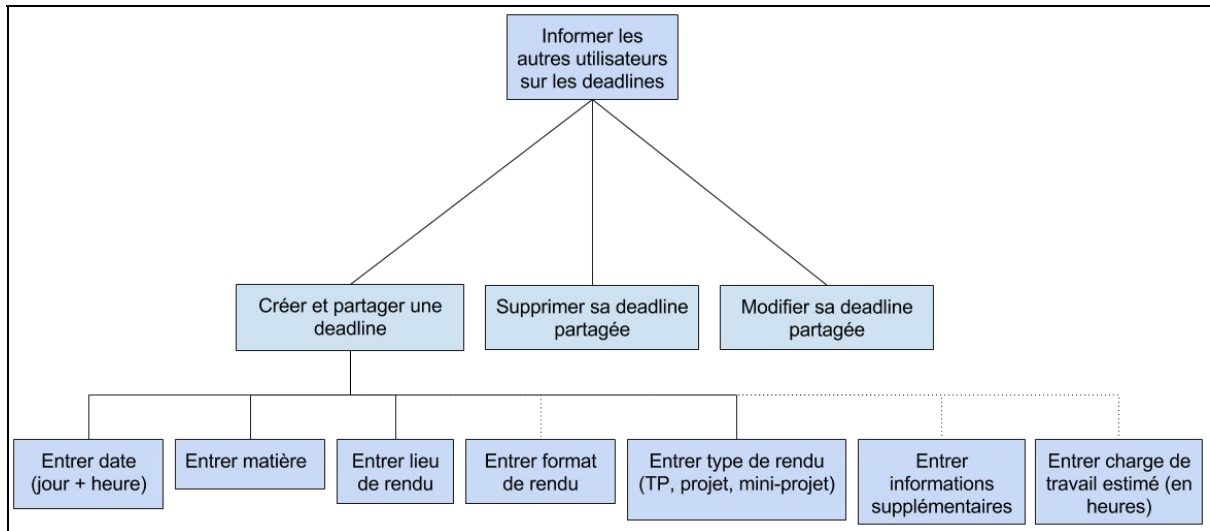 Informer les
autres utilisateurs
sur les deadlines
Créer et partager une
deadline
Supprimer sa deadline
partagée
Modifier sa deadline
partagée
Entrer date
(jour + heure)
Entrer matière
Entrer lieu
de rendu
Entrer format
de rendu
Entrer type de rendu
(TP, projet, mini-projet)
Entrer
informations
supplémentaires
Entrer charge de
travail estimé (en
heures)